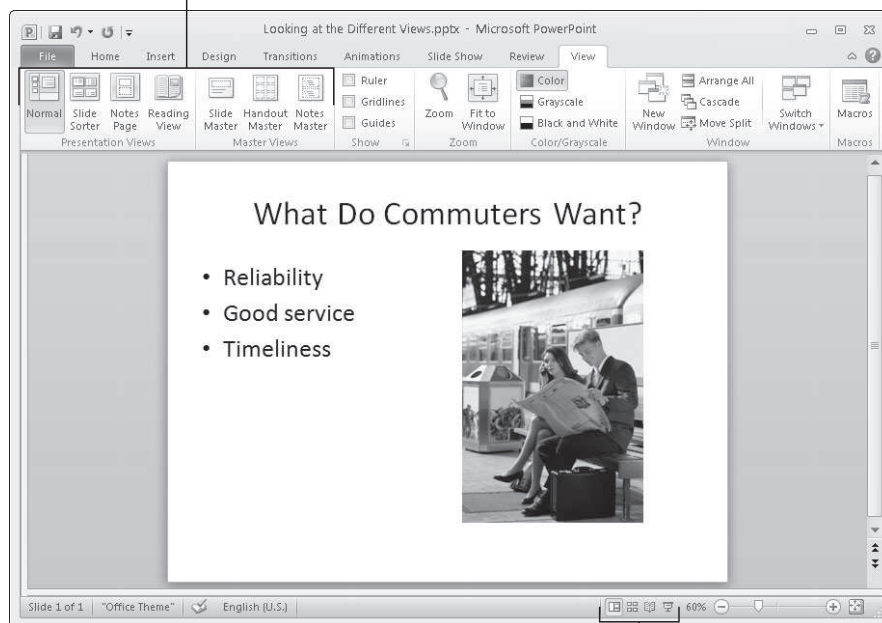 Looking at the Different Views.pptx - Microsoft PowerPoint
File Home Insert Design Transitions Animations Slide Show Review View
Normal Slide Sorter Notes Page Reading View
Presentation Views
Slide Master Handout Master Notes Master
Master Views
Ruler
Gridlines
Guides
Show
Zoom Fit to Window
Zoom
Color
Grayscale
Black and White
Color/Grayscale
New Window
Arrange All
Cascade
Move Split
Switch Windows
Window
Macros
Macros
What Do Commuters Want?
• Reliability
• Good service
• Timeliness
Slide 1 of 1 "Office Theme" English (U.S.) 60%